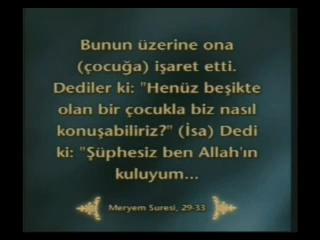 Bunun üzerine ona
(çocuğa) işaret etti.
Dediler ki: "Henüz beşikte
olan bir çocukla biz nasıl
konuşabiliriz?" (İsa) Dedi
ki: "Şüphesiz ben Allah'ın
kuluyum...
Meryem Suresi, 29-33